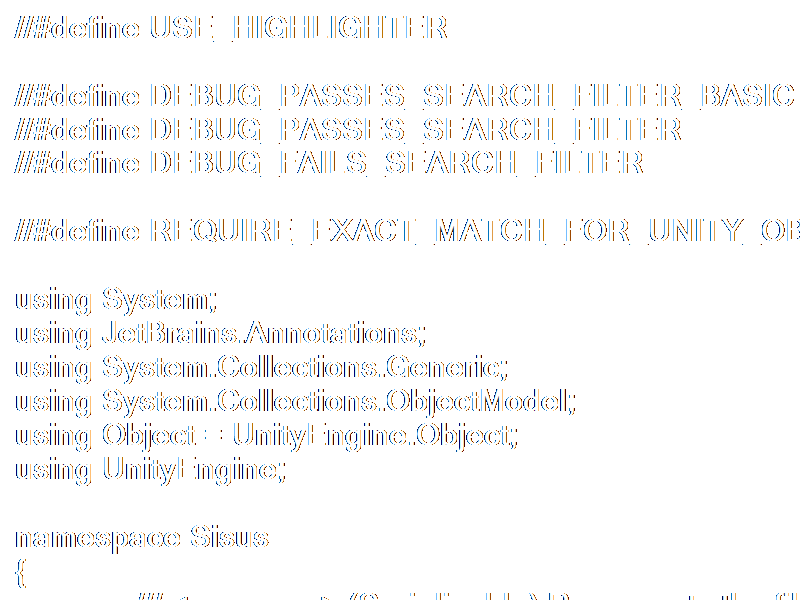 //#define USE_HIGHLIGHTER

//#define DEBUG_PASSES_SEARCH_FILTER_BASIC
//#define DEBUG_PASSES_SEARCH_FILTER
//#define DEBUG_FAILS_SEARCH_FILTER

//#define REQUIRE_EXACT_MATCH_FOR_UNITY_OB

using System;
using JetBrains.Annotations;
using System.Collections.Generic;
using System.Collections.ObjectModel;
using Object = UnityEngine.Object;
using UnityEngine;

namespace Sisus
{